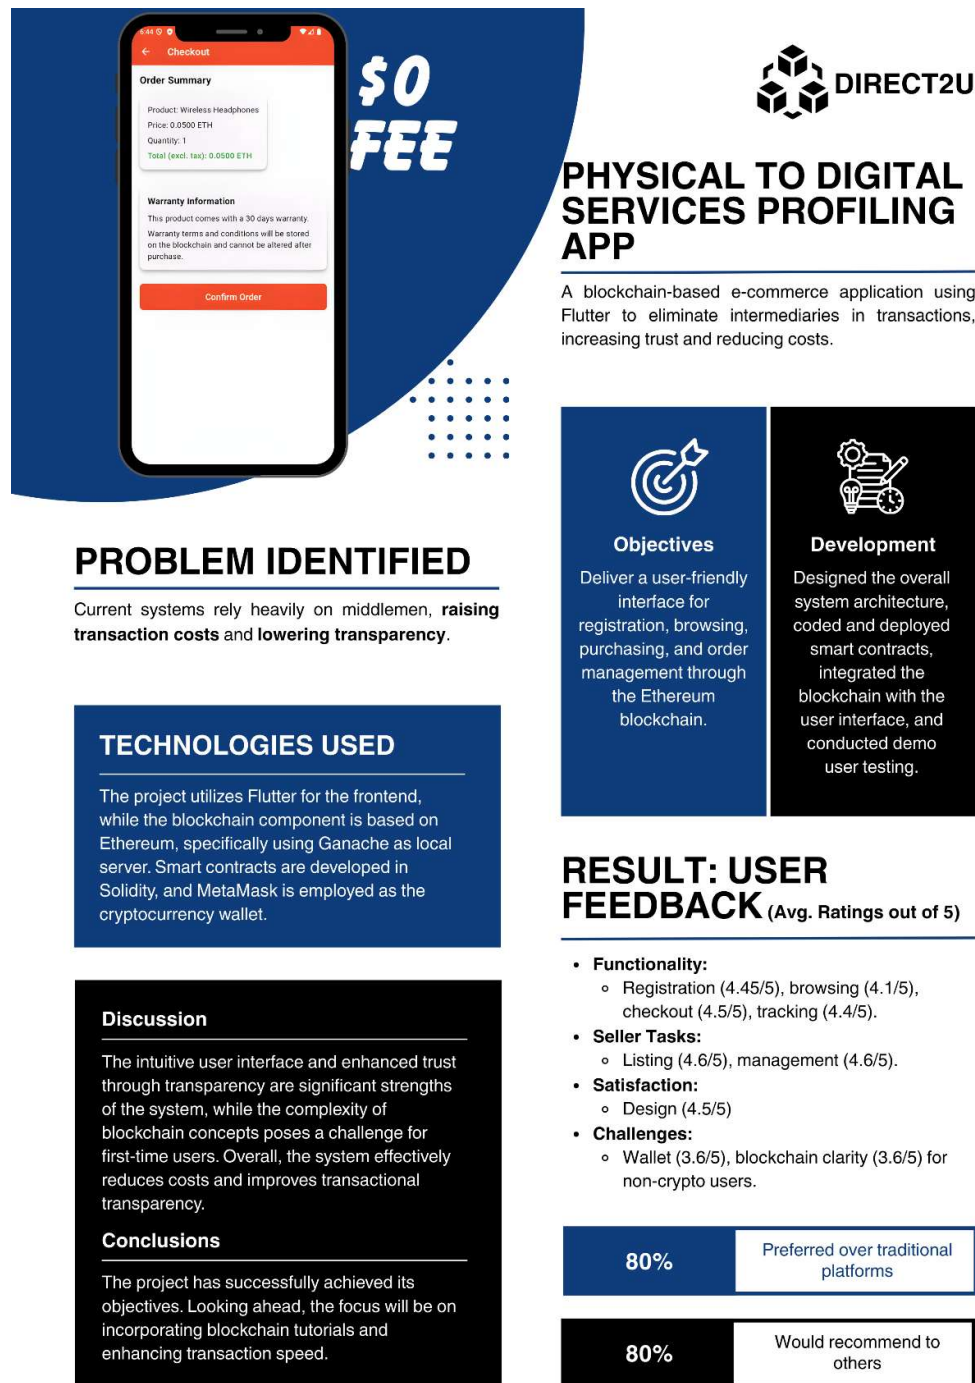 5:44
Checkout
Order Summary
Product: Wireless Headphones
Price: 0.0500 ETH
Quantity: 1
Total (excl. tax): 0.0500 ETH
Warranty Information
This product comes with a 30 days warranty.
Warranty terms and conditions will be stored
on the blockchain and cannot be altered after
purchase.
Confirm Order
$0
FEE
DIRECT2U
PHYSICAL TO DIGITAL
SERVICES PROFILING
APP
A blockchain-based e-commerce application using
Flutter to eliminate intermediaries in transactions,
increasing trust and reducing costs.
PROBLEM IDENTIFIED
Current systems rely heavily on middlemen, raising
transaction costs and lowering transparency.
Objectives
Deliver a user-friendly
interface for
registration, browsing,
purchasing, and order
management through
the Ethereum
blockchain.
Development
Designed the overall
system architecture,
coded and deployed
smart contracts,
integrated the
blockchain with the
user interface, and
conducted demo
user testing.
TECHNOLOGIES USED
The project utilizes Flutter for the frontend,
while the blockchain component is based on
Ethereum, specifically using Ganache as local
server. Smart contracts are developed in
Solidity, and MetaMask is employed as the
cryptocurrency wallet.
Discussion
The intuitive user interface and enhanced trust
through transparency are significant strengths
of the system, while the complexity of
blockchain concepts poses a challenge for
first-time users. Overall, the system effectively
reduces costs and improves transactional
transparency.
Conclusions
The project has successfully achieved its
objectives. Looking ahead, the focus will be on
incorporating blockchain tutorials and
enhancing transaction speed.
RESULT: USER
FEEDBACK (Avg. Ratings out of 5)
• Functionality:
◦ Registration (4.45/5), browsing (4.1/5),
checkout (4.5/5), tracking (4.4/5).
• Seller Tasks:
◦ Listing (4.6/5), management (4.6/5).
• Satisfaction:
◦ Design (4.5/5)
• Challenges:
◦ Wallet (3.6/5), blockchain clarity (3.6/5) for
non-crypto users.
80%
Preferred over traditional
platforms
80%
Would recommend to
others